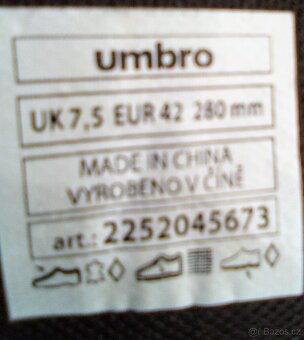 umbro
UK 7,5 EUR 42 280 mm
MADE IN CHINA
VYROBENO V ČÍNĚ
art.: 2252045673
Bazos.cz